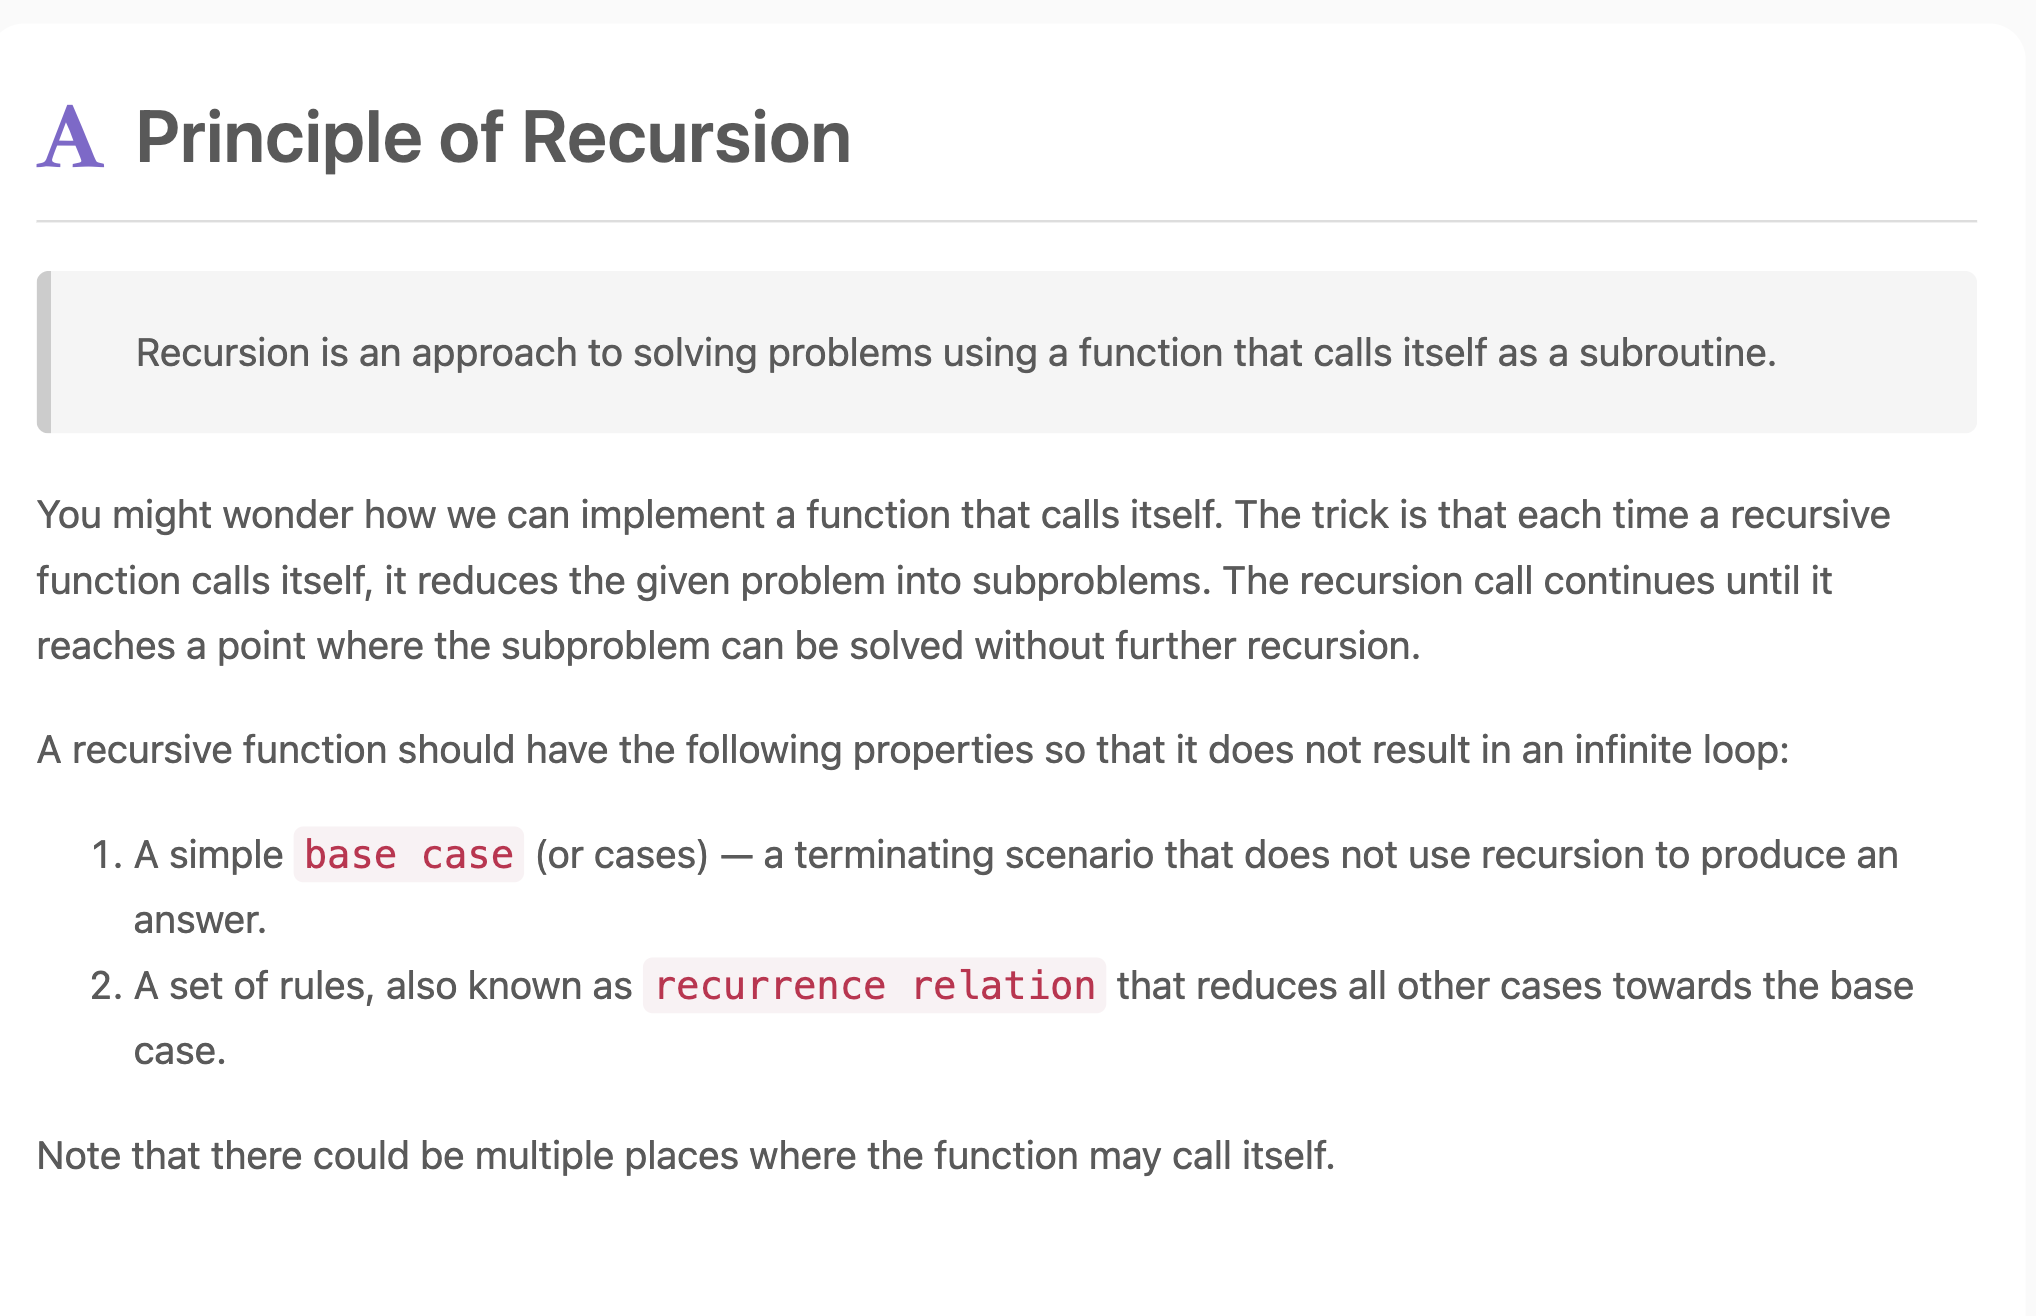 A Principle of Recursion
Recursion is an approach to solving problems using a function that calls itself as a subroutine.
You might wonder how we can implement a function that calls itself. The trick is that each time a recursive
function calls itself, it reduces the given problem into subproblems. The recursion call continues until it
reaches a point where the subproblem can be solved without further recursion.
A recursive function should have the following properties so that it does not result in an infinite loop:
1. A simple base case (or cases) — a terminating scenario that does not use recursion to produce an
answer.
2. A set of rules, also known as recurrence relation that reduces all other cases towards the base
case.
Note that there could be multiple places where the function may call itself.